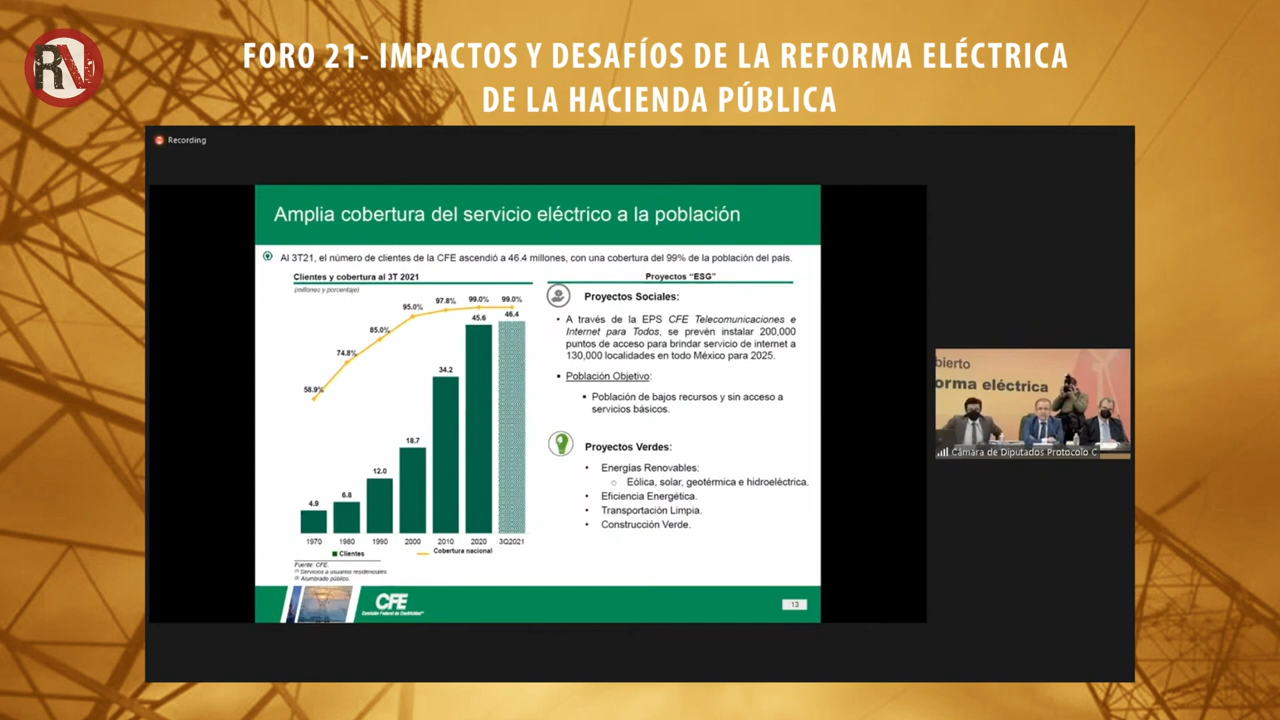 RN
FORO 21- IMPACTOS Y DESAFÍOS DE LA REFORMA ELÉCTRICA
DE LA HACIENDA PÚBLICA
Recording
Amplia cobertura del servicio eléctrico a la población
Al 3T21, el número de clientes de la CFE ascendió a 46.4 millones, con una cobertura del 99% de la población del país.
Clientes y cobertura al 3T 2021
(millones y porcentaje)
58.9%
74.8%
85.0%
95.0%
97.8%
99.0%
99.0%
4.9
6.8
12.0
18.7
34.2
45.6
46.4
1970
1980
1990
2000
2010
2020
3Q2021
Clientes
Cobertura nacional
Fuente: CFE.
(1) Servicios a usuarios residenciales
(2) Alumbrado público.
Proyectos “ESG”
Proyectos Sociales:
• A través de la EPS CFE Telecomunicaciones e
Internet para Todos, se prevén instalar 200,000
puntos de acceso para brindar servicio de internet a
130,000 localidades en todo México para 2025.
• Población Objetivo:
• Población de bajos recursos y sin acceso a
servicios básicos.
Proyectos Verdes:
• Energías Renovables:
○ Eólica, solar, geotérmica e hidroeléctrica.
• Eficiencia Energética.
• Transportación Limpia.
• Construcción Verde.
CFE
Comisión Federal de Electricidad
13
bierto
orma eléctrica
Cámara de Diputados Protocolo C